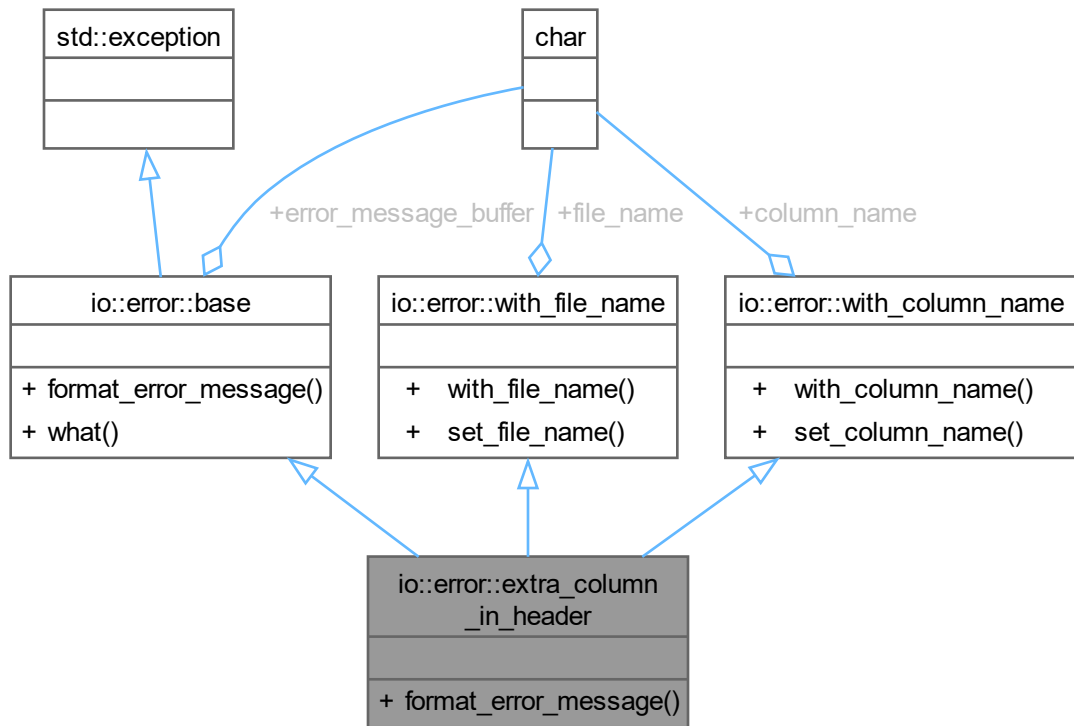 std::exception
char
+error_message_buffer
+file_name
+column_name
io::error::base
+ format_error_message()
+ what()
io::error::with_file_name
+ with_file_name()
+ set_file_name()
io::error::with_column_name
+ with_column_name()
+ set_column_name()
io::error::extra_column
_in_header
+ format_error_message()